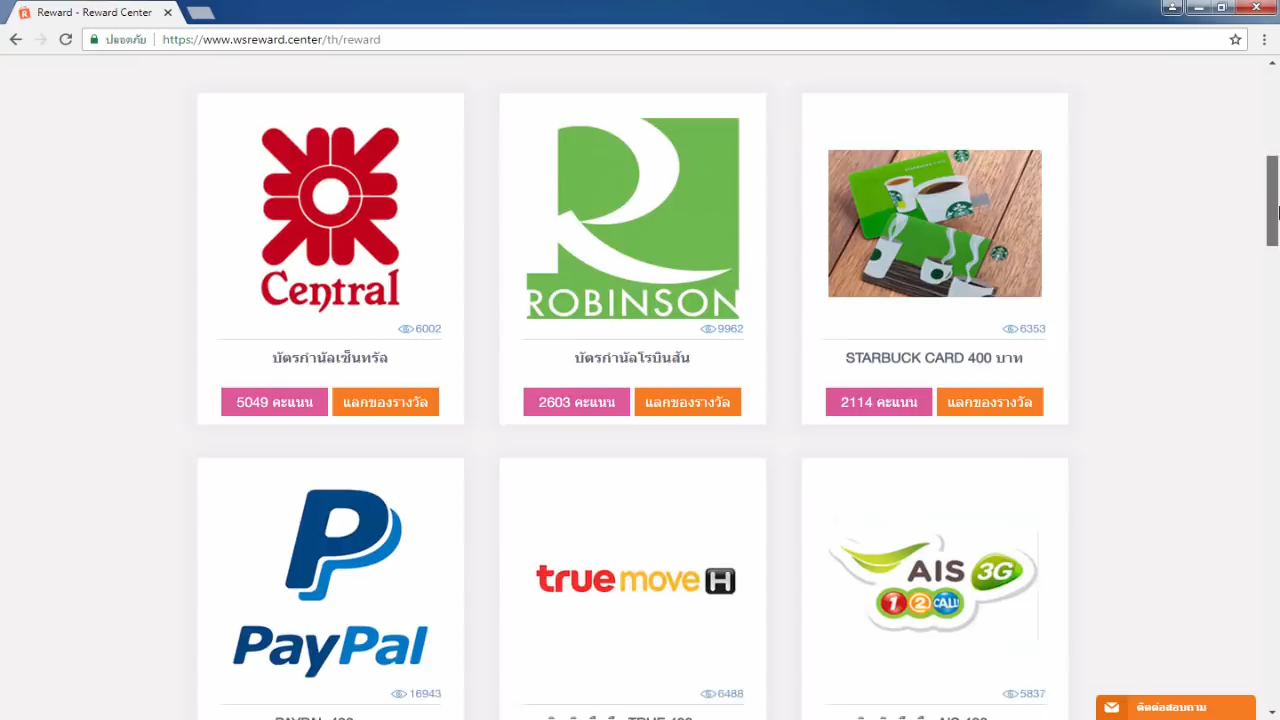 Reward - Reward Center
ปลอดภัย
https://www.wsreward.center/th/reward
Central
6002
บัตรกำนัลเซ็นทรัล
5049 คะแนน
แลกของรางวัล
ROBINSON
9962
บัตรกำนัลโรบินสัน
2603 คะแนน
แลกของรางวัล
6353
STARBUCK CARD 400 บาท
2114 คะแนน
แลกของรางวัล
PayPal
16943
true move H
6488
AIS 3G
1 2 CALL!
5837
ติดต่อสอบถาม